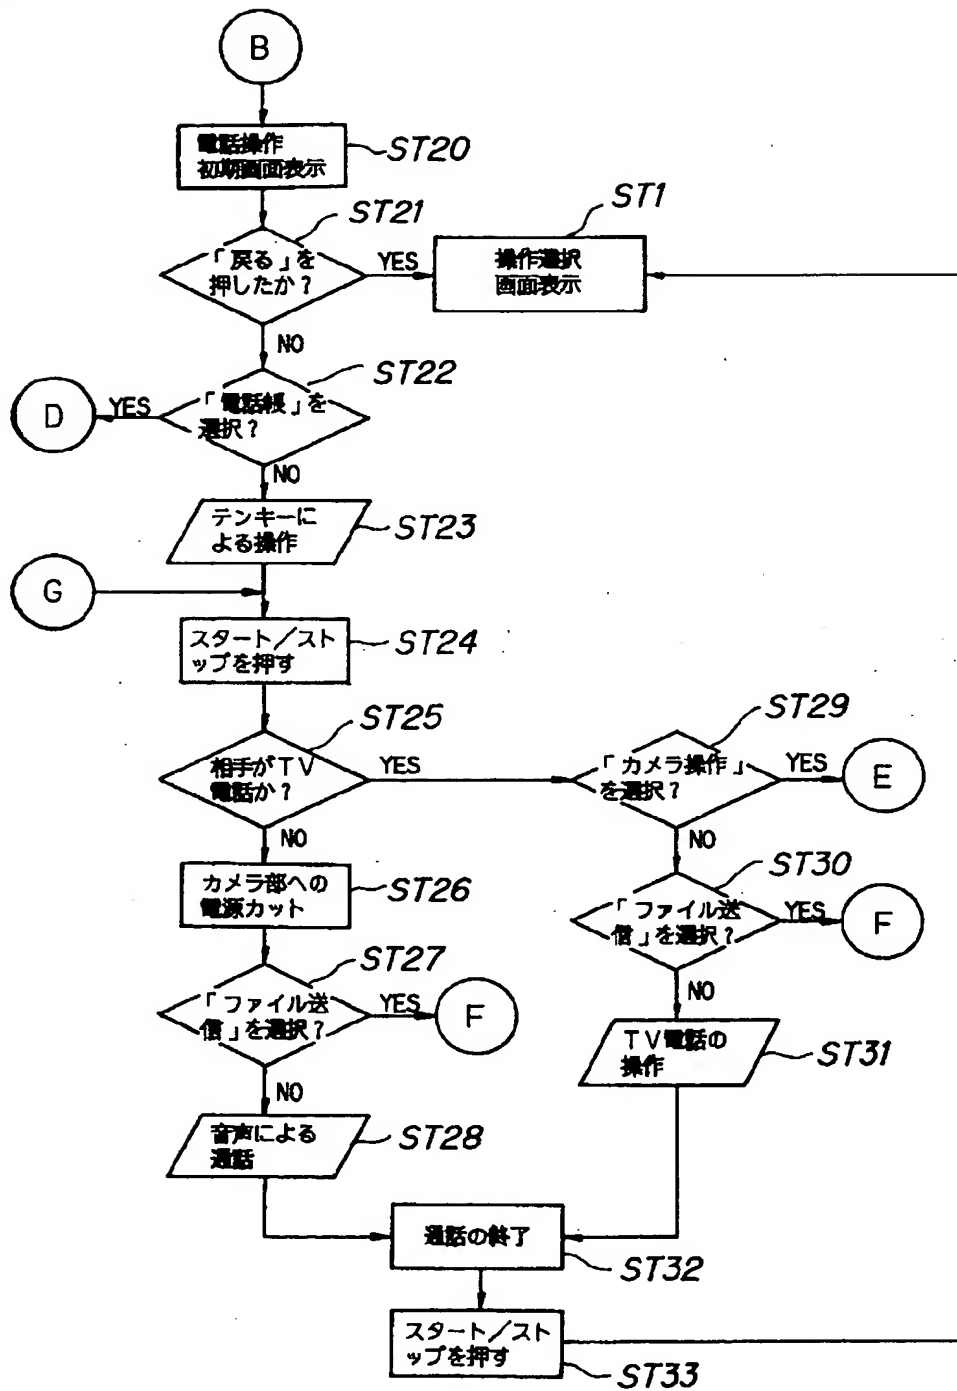 B
電話操作
初期画面表示
ST20
ST21
「戻る」を
押したか？
YES
ST1
操作選択
画面表示
NO
ST22
「電話帳」を
選択？
YES
D
NO
テンキーに
よる操作
ST23
G
スタート／スト
ップを押す
ST24
ST25
相手がTV
電話か？
YES
ST29
「カメラ操作」
を選択？
YES
E
NO
NO
カメラ部への
電源カット
ST26
ST30
「ファイル送
信」を選択？
YES
F
ST27
「ファイル送
信」を選択？
YES
F
NO
TV電話の
操作
ST31
NO
音声による
通話
ST28
通話の終了
ST32
スタート／スト
ップを押す
ST33